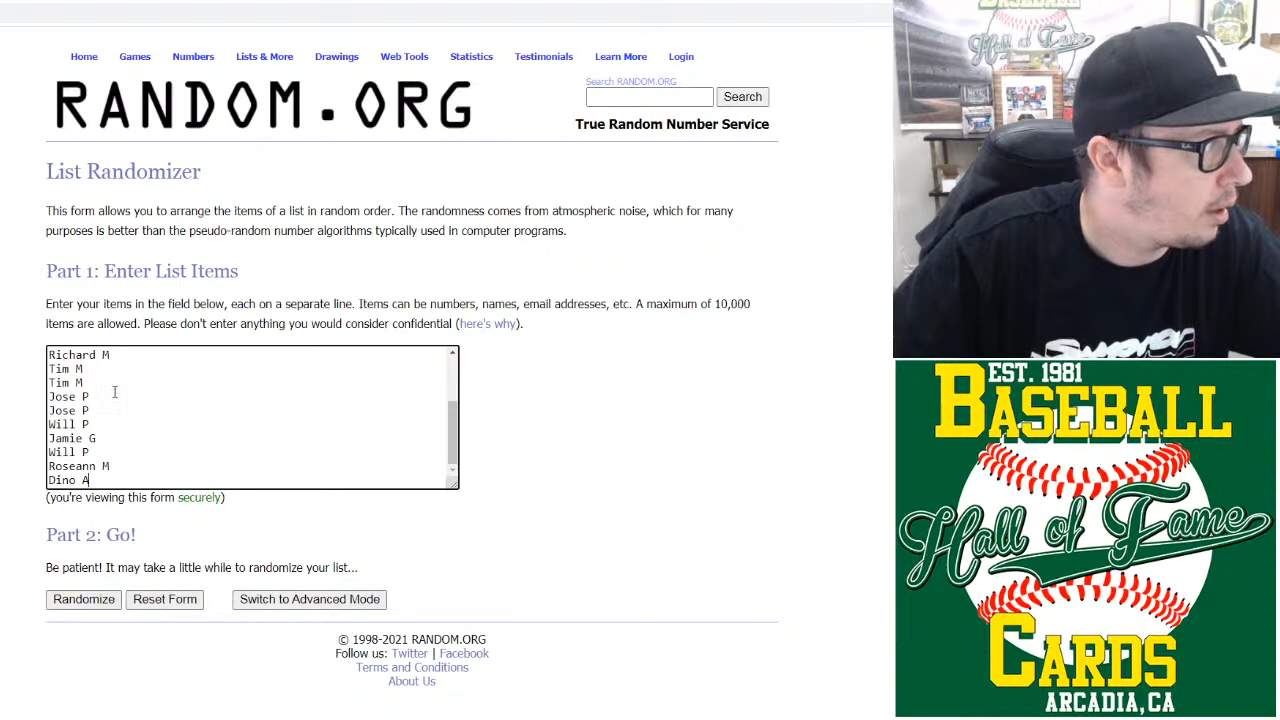 Home Games Numbers Lists & More Drawings Web Tools Statistics Testimonials Learn More Login
RANDOM.ORG
Search RANDOM.ORG
Search
True Random Number Service
List Randomizer
This form allows you to arrange the items of a list in random order. The randomness comes from atmospheric noise, which for many
purposes is better than the pseudo-random number algorithms typically used in computer programs.
Part 1: Enter List Items
Enter your items in the field below, each on a separate line. Items can be numbers, names, email addresses, etc. A maximum of 10,000
items are allowed. Please don't enter anything you would consider confidential (here's why).
Richard M
Tim M
Tim M
Jose P
Jose P
Will P
Jamie G
Will P
Roseann M
Dino A
(you're viewing this form securely)
Part 2: Go!
Be patient! It may take a little while to randomize your list...
Randomize Reset Form Switch to Advanced Mode
© 1998-2021 RANDOM.ORG
Follow us: Twitter | Facebook
Terms and Conditions
About Us
BASEBALL
Hall of Fame
EST. 1981
BASEBALL
Hall of Fame
CARDS
ARCADIA, CA